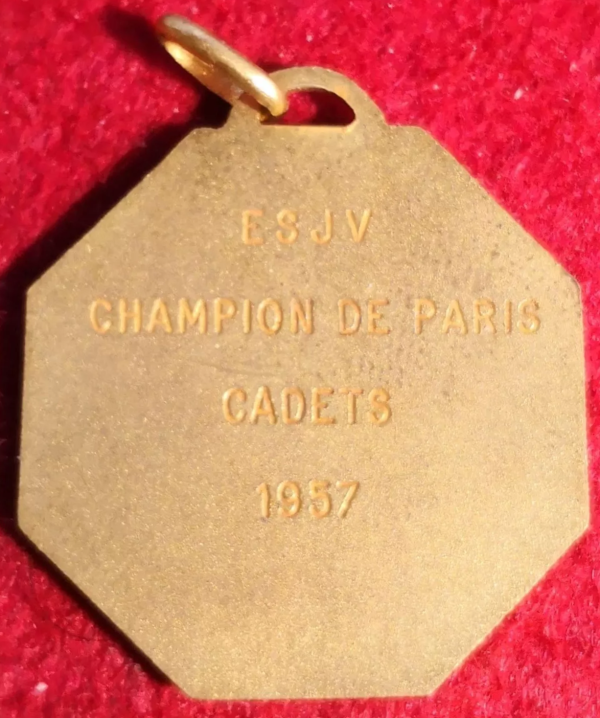 ESJV
CHAMPION DE PARIS
CADETS
1957